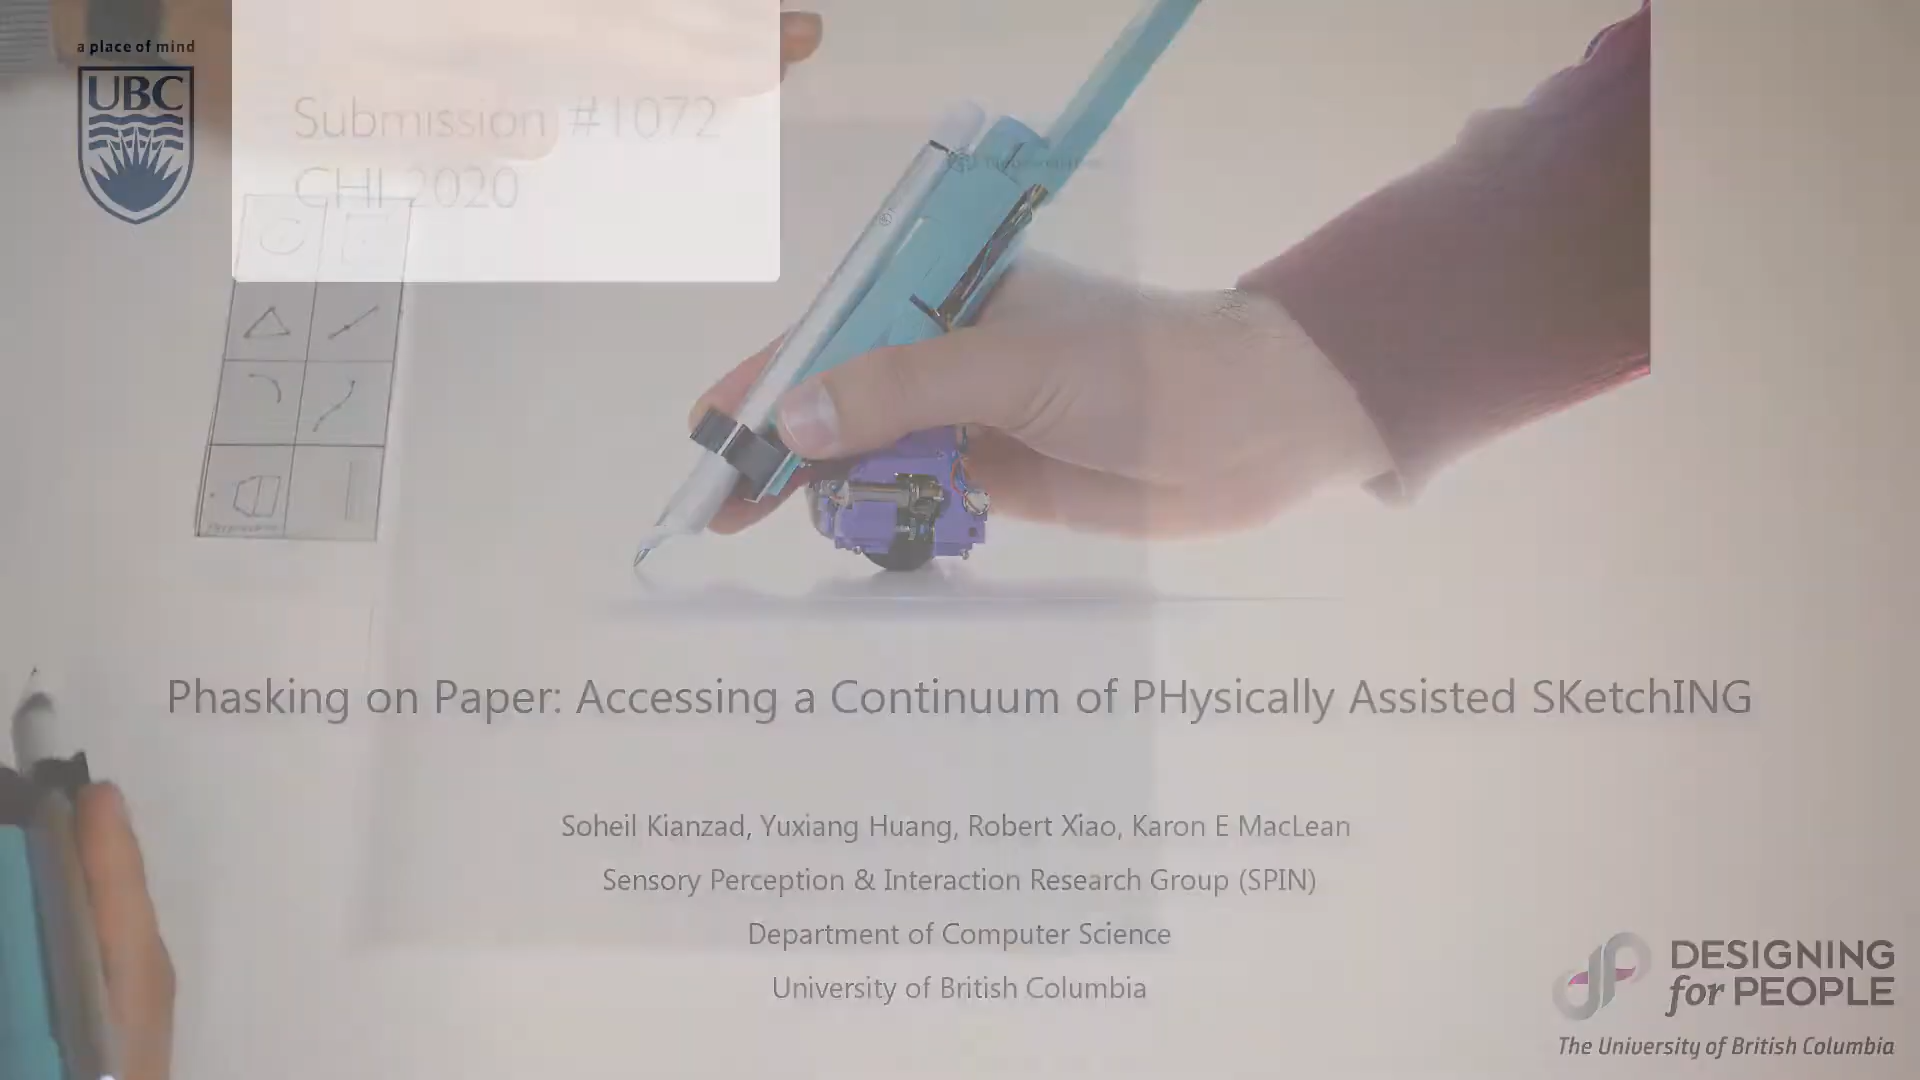 a place of mind
UBC
Submission #1072
CHI 2020
Phasking on Paper: Accessing a Continuum of PHysically Assisted SKetchING
Soheil Kianzad, Yuxiang Huang, Robert Xiao, Karon E MacLean
Sensory Perception & Interaction Research Group (SPIN)
Department of Computer Science
University of British Columbia
DESIGNING
for PEOPLE
The University of British Columbia